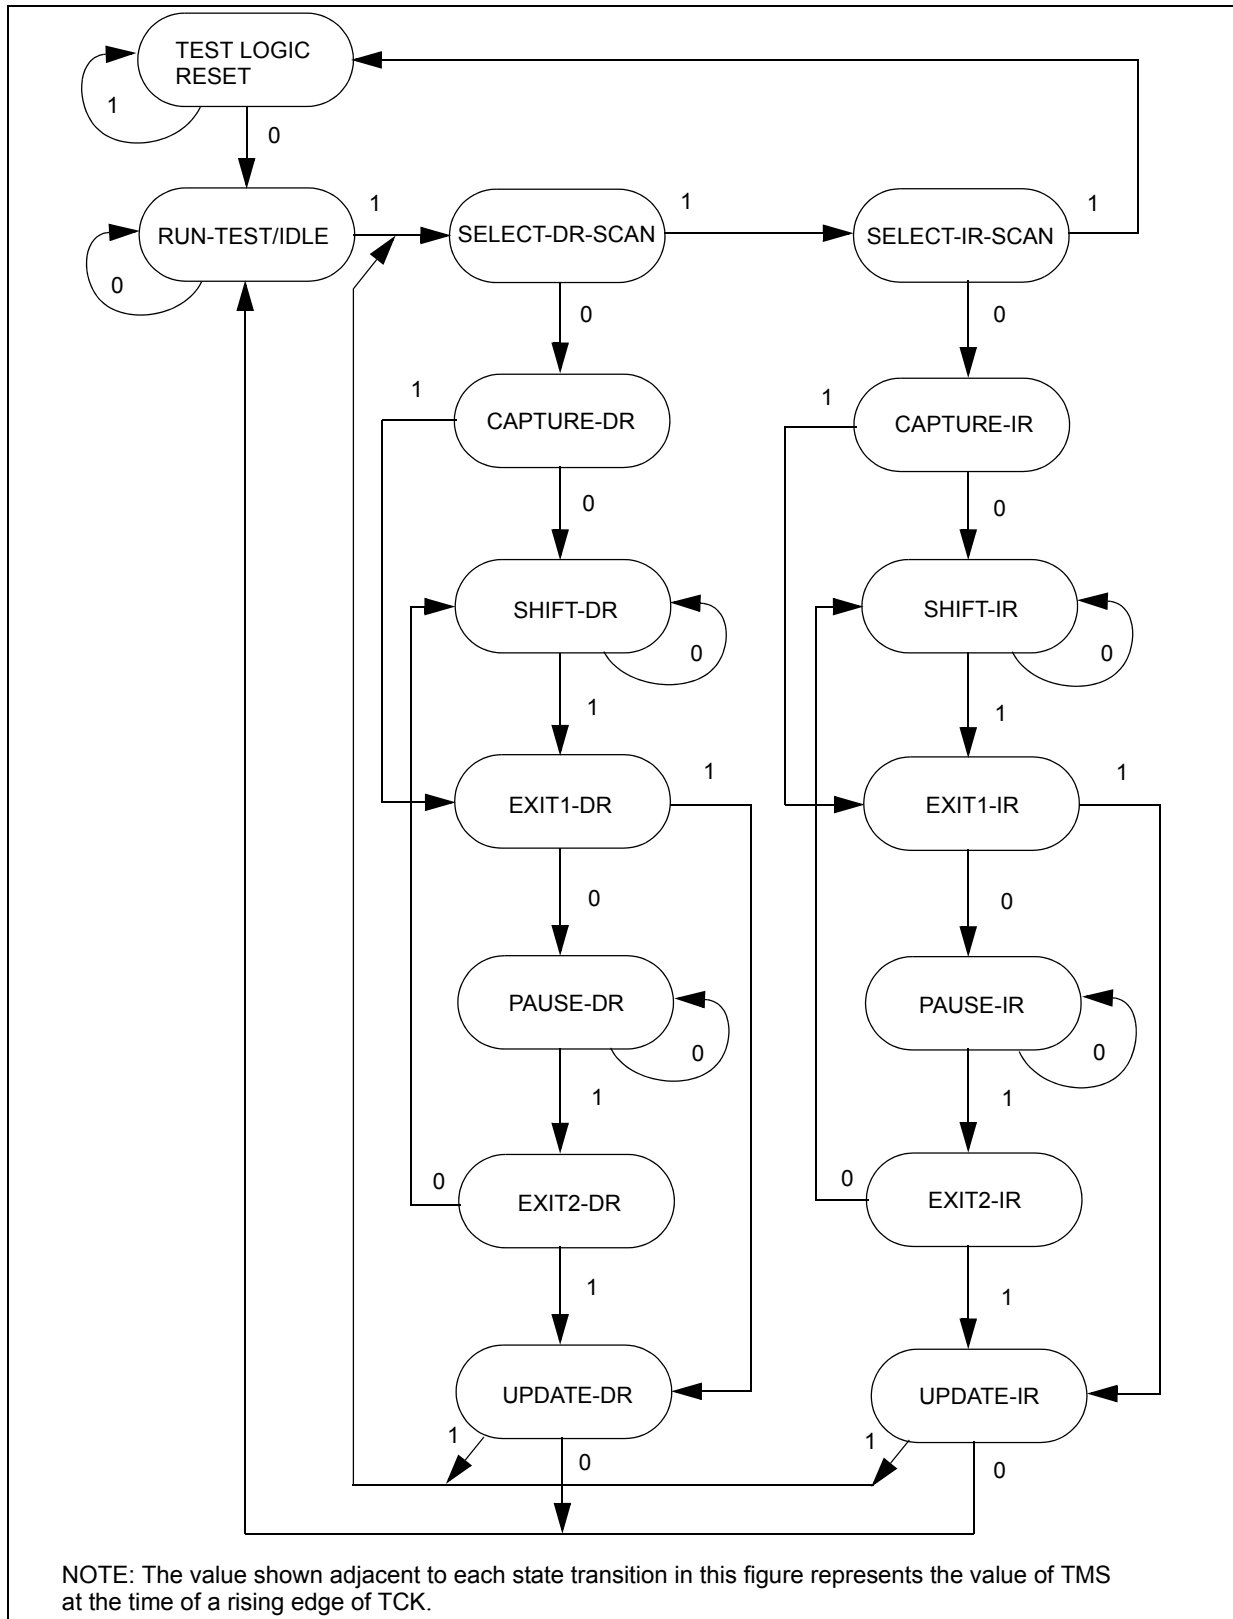 TEST LOGIC
RESET
1
0
RUN-TEST/IDLE
0
1
SELECT-DR-SCAN
1
SELECT-IR-SCAN
1
0
0
1
CAPTURE-DR
1
CAPTURE-IR
0
0
SHIFT-DR
0
SHIFT-IR
0
1
1
EXIT1-DR
1
EXIT1-IR
1
0
0
PAUSE-DR
0
PAUSE-IR
0
1
1
0
EXIT2-DR
0
EXIT2-IR
1
1
UPDATE-DR
UPDATE-IR
1
0
1
0
NOTE: The value shown adjacent to each state transition in this figure represents the value of TMS
at the time of a rising edge of TCK.